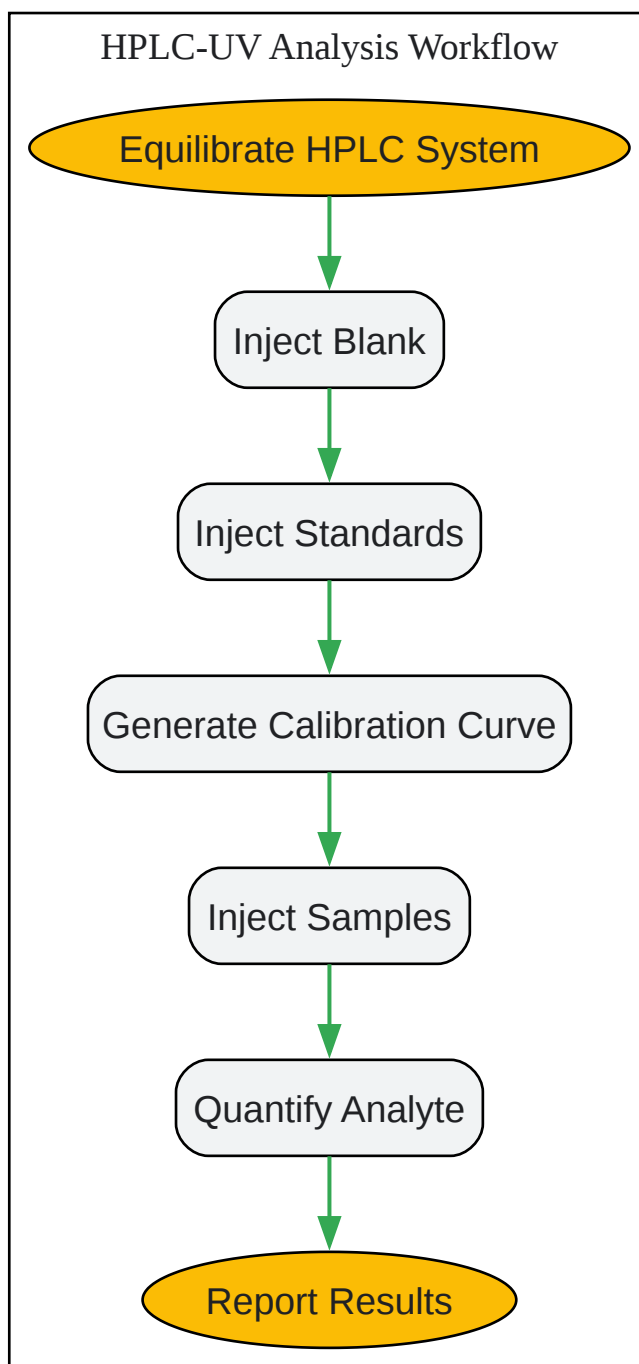 HPLC-UV Analysis Workflow
Equilibrate HPLC System
Inject Blank
Inject Standards
Generate Calibration Curve
Inject Samples
Quantify Analyte
Report Results